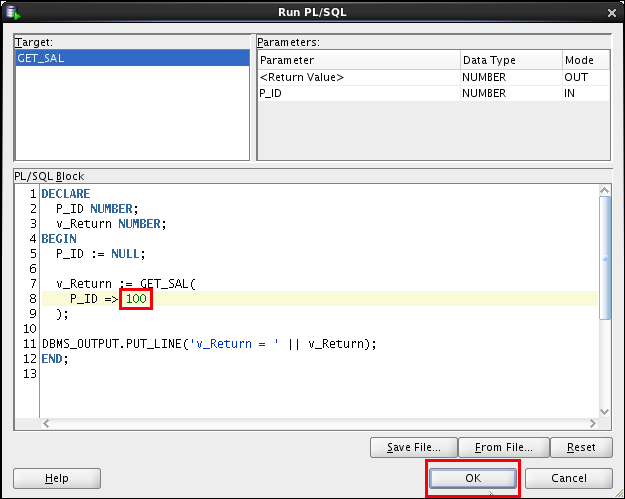 Run PL/SQL
Target:
GET_SAL
Parameters:
Parameter Data Type Mode
<Return Value> NUMBER OUT
P_ID NUMBER IN
PL/SQL Block
1 DECLARE
2 P_ID NUMBER;
3 v_Return NUMBER;
4 BEGIN
5 P_ID := NULL;
6
7 v_Return := GET_SAL(
8 P_ID => 100
9 );
10
11 DBMS_OUTPUT.PUT_LINE('v_Return = ' || v_Return);
12 END;
13
Save File... From File... Reset
Help OK Cancel